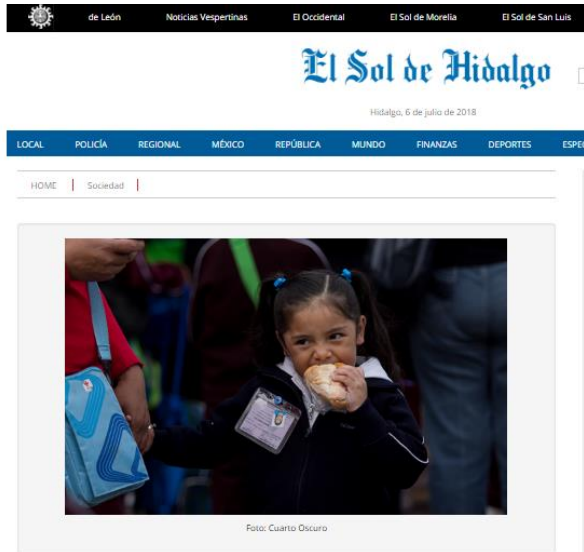 de León Noticias Vespertinas El Occidental El Sol de Morelia El Sol de San Luis
El Sol de Hidalgo
Hidalgo, 6 de julio de 2018
LOCAL POLICÍA REGIONAL MÉXICO REPÚBLICA MUNDO FINANZAS DEPORTES
HOME Sociedad
Foto: Cuarto Oscuro